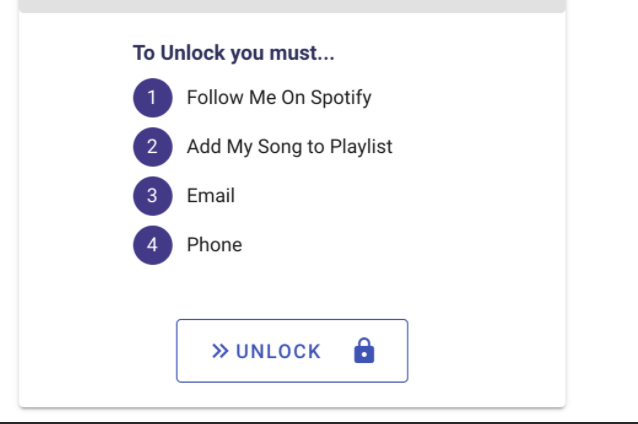 To Unlock you must...
1 Follow Me On Spotify
2 Add My Song to Playlist
3 Email
4 Phone
>> UNLOCK